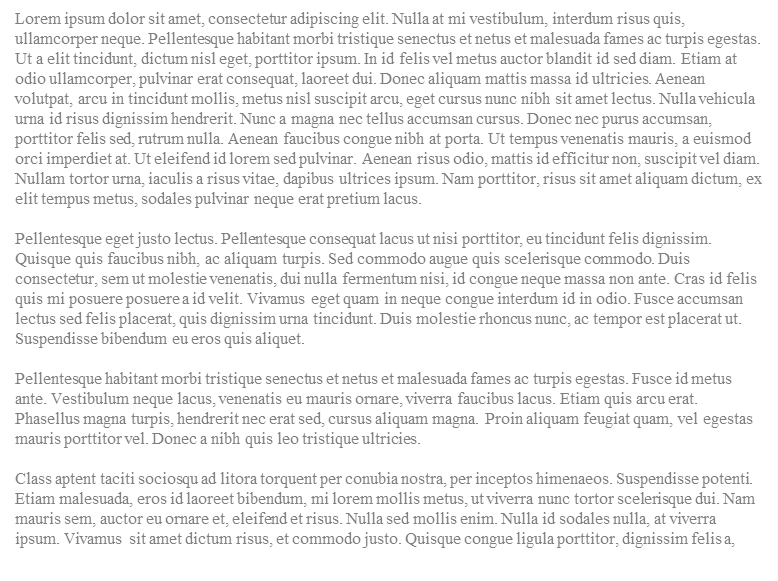 Lorem ipsum dolor sit amet, consectetur adipiscing elit. Nulla at mi vestibulum, interdum risus quis,
ullamcorper neque. Pellentesque habitant morbi tristique senectus et netus et malesuada fames ac turpis egestas.
Ut a elit tincidunt, dictum nisl eget, porttitor ipsum. In id felis vel metus auctor blandit id sed diam. Etiam at
odio ullamcorper, pulvinar erat consequat, laoreet dui. Donec aliquam mattis massa id ultricies. Aenean
volutpat, arcu in tincidunt mollis, metus nisl suscipit arcu, eget cursus nunc nibh sit amet lectus. Nulla vehicula
urna id risus dignissim hendrerit. Nunc a magna nec tellus accumsan cursus. Donec nec purus accumsan,
porttitor felis sed, rutrum nulla. Aenean faucibus congue nibh at porta. Ut tempus venenatis mauris, a euismod
orci imperdiet at. Ut eleifend id lorem sed pulvinar. Aenean risus odio, mattis id efficitur non, suscipit vel diam.
Nullam tortor urna, iaculis a risus vitae, dapibus ultrices ipsum. Nam porttitor, risus sit amet aliquam dictum, ex
elit tempus metus, sodales pulvinar neque erat pretium lacus.

Pellentesque eget justo lectus. Pellentesque consequat lacus ut nisi porttitor, eu tincidunt felis dignissim.
Quisque quis faucibus nibh, ac aliquam turpis. Sed commodo augue quis scelerisque commodo. Duis
consectetur, sem ut molestie venenatis, dui nulla fermentum nisi, id congue neque massa non ante. Cras id felis
quis mi posuere posuere a id velit. Vivamus eget quam in neque congue interdum id in odio. Fusce accumsan
lectus sed felis placerat, quis dignissim urna tincidunt. Duis molestie rhoncus nunc, ac tempor est placerat ut.
Suspendisse bibendum eu eros quis aliquet.

Pellentesque habitant morbi tristique senectus et netus et malesuada fames ac turpis egestas. Fusce id metus
ante. Vestibulum neque lacus, venenatis eu mauris ornare, viverra faucibus lacus. Etiam quis arcu erat.
Phasellus magna turpis, hendrerit nec erat sed, cursus aliquam magna. Proin aliquam feugiat quam, vel egestas
mauris porttitor vel. Donec a nibh quis leo tristique ultricies.

Class aptent taciti sociosqu ad litora torquent per conubia nostra, per inceptos himenaeos. Suspendisse potenti.
Etiam malesuada, eros id laoreet bibendum, mi lorem mollis metus, ut viverra nunc tortor scelerisque dui. Nam
mauris sem, auctor eu ornare et, eleifend et risus. Nulla sed mollis enim. Nulla id sodales nulla, at viverra
ipsum. Vivamus sit amet dictum risus, et commodo justo. Quisque congue ligula porttitor, dignissim felis a,